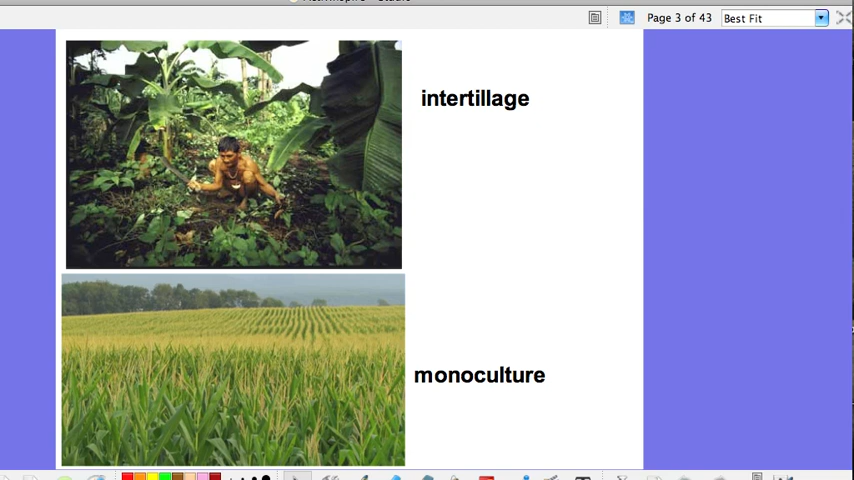 Page 3 of 43
Best Fit
intertillage
monoculture